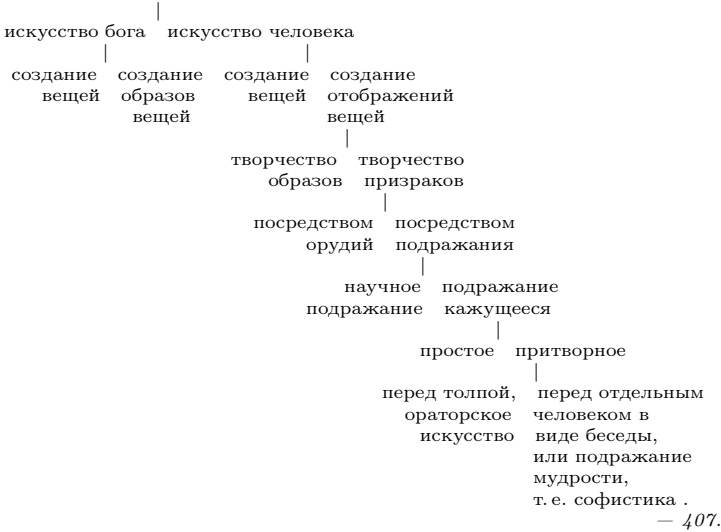 искусство бога искусство человека
создание создание создание создание
вещей образов вещей отображений
вещей вещей
творчество творчество
образов призраков
посредством посредством
орудий подражания
научное подражание
подражание кажущееся
простое притворное
перед толпой, перед отдельным
ораторское человеком в
искусство виде беседы,
или подражание
мудрости,
т. е. софистика .
— 407.